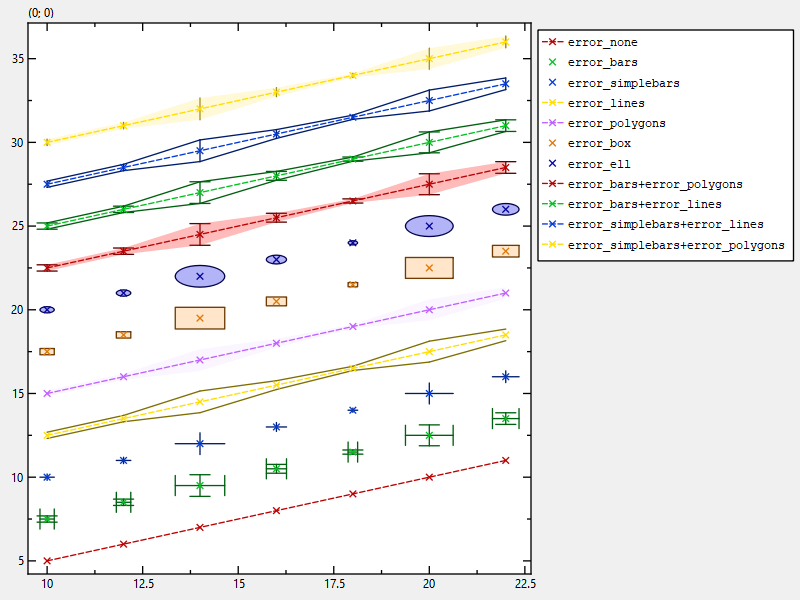 (0; 0)
35
30
25
20
15
10
5
10
12.5
15
17.5
20
22.5
error_none
error_bars
error_simplebars
error_lines
error_polygons
error_box
error_ell
error_bars+error_polygons
error_bars+error_lines
error_simplebars+error_lines
error_simplebars+error_polygons